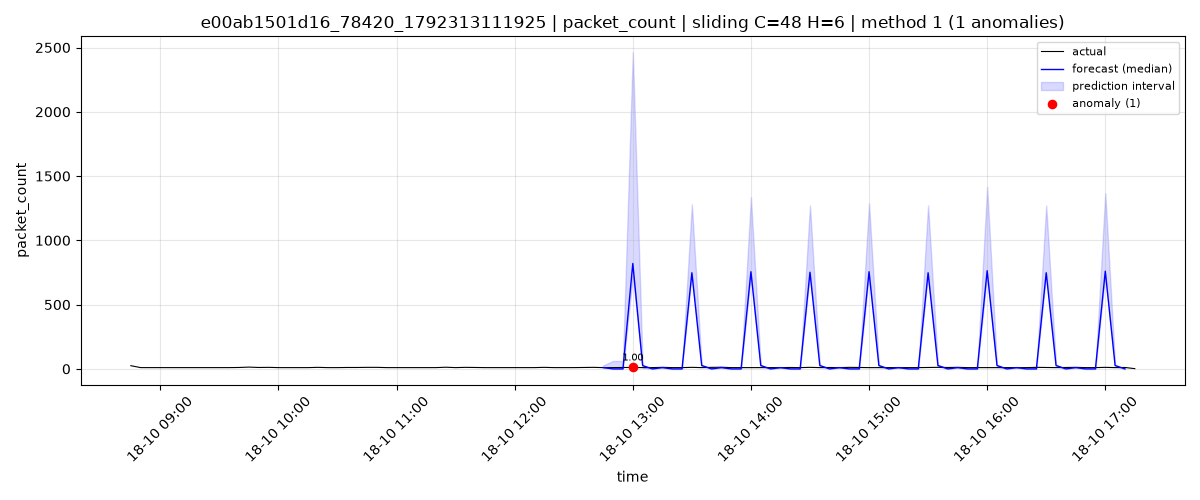 e00ab1501d16_78420_1792313111925 | packet_count | sliding C=48 H=6 | method 1 (1 anomalies)
actual
forecast (median)
prediction interval
anomaly (1)
packet_count
2500
2000
1500
1000
500
0
1.00
18-10 09:00
18-10 10:00
18-10 11:00
18-10 12:00
18-10 13:00
18-10 14:00
18-10 15:00
18-10 16:00
18-10 17:00
time